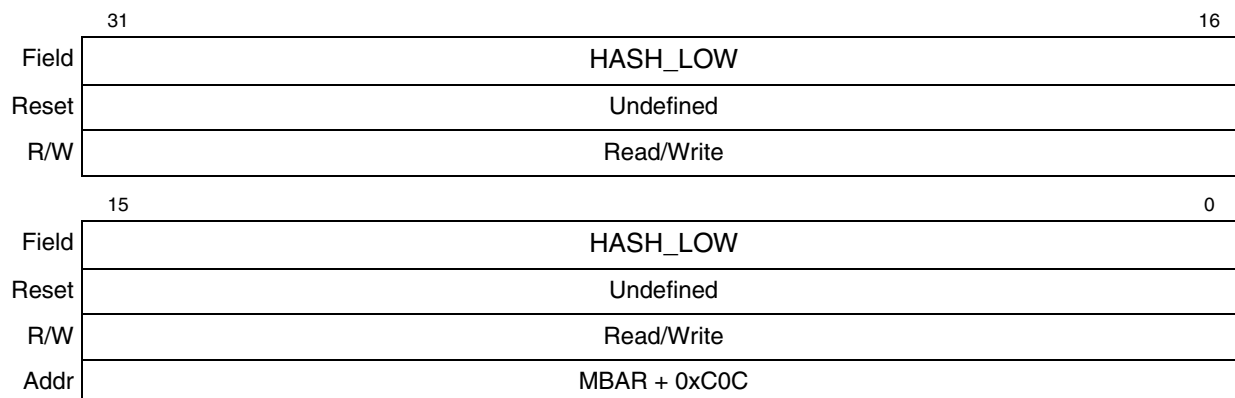 31 16
Field HASH_LOW
Reset Undefined
R/W Read/Write
15 0
Field HASH_LOW
Reset Undefined
R/W Read/Write
Addr MBAR + 0xC0C